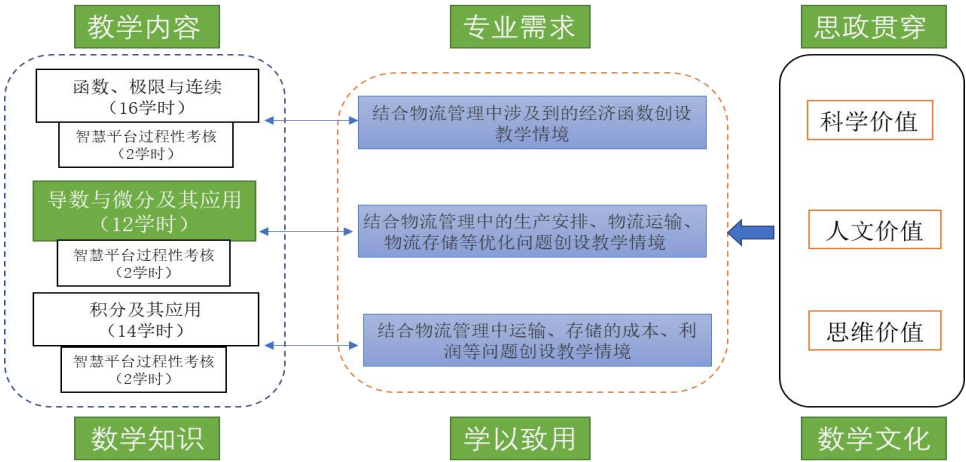 教学内容
函数、极限与连续
（16学时）
智慧平台过程性考核
（2学时）
导数与微分及其应用
（12学时）
智慧平台过程性考核
（2学时）
积分及其应用
（14学时）
智慧平台过程性考核
（2学时）
数学知识
专业需求
结合物流管理中涉及到的经济函数创设
教学情境
结合物流管理中的生产安排、物流运输、
物流存储等优化问题创设教学情境
结合物流管理中运输、存储的成本、利
润等问题创设教学情境
学以致用
思政贯穿
科学价值
人文价值
思维价值
数学文化